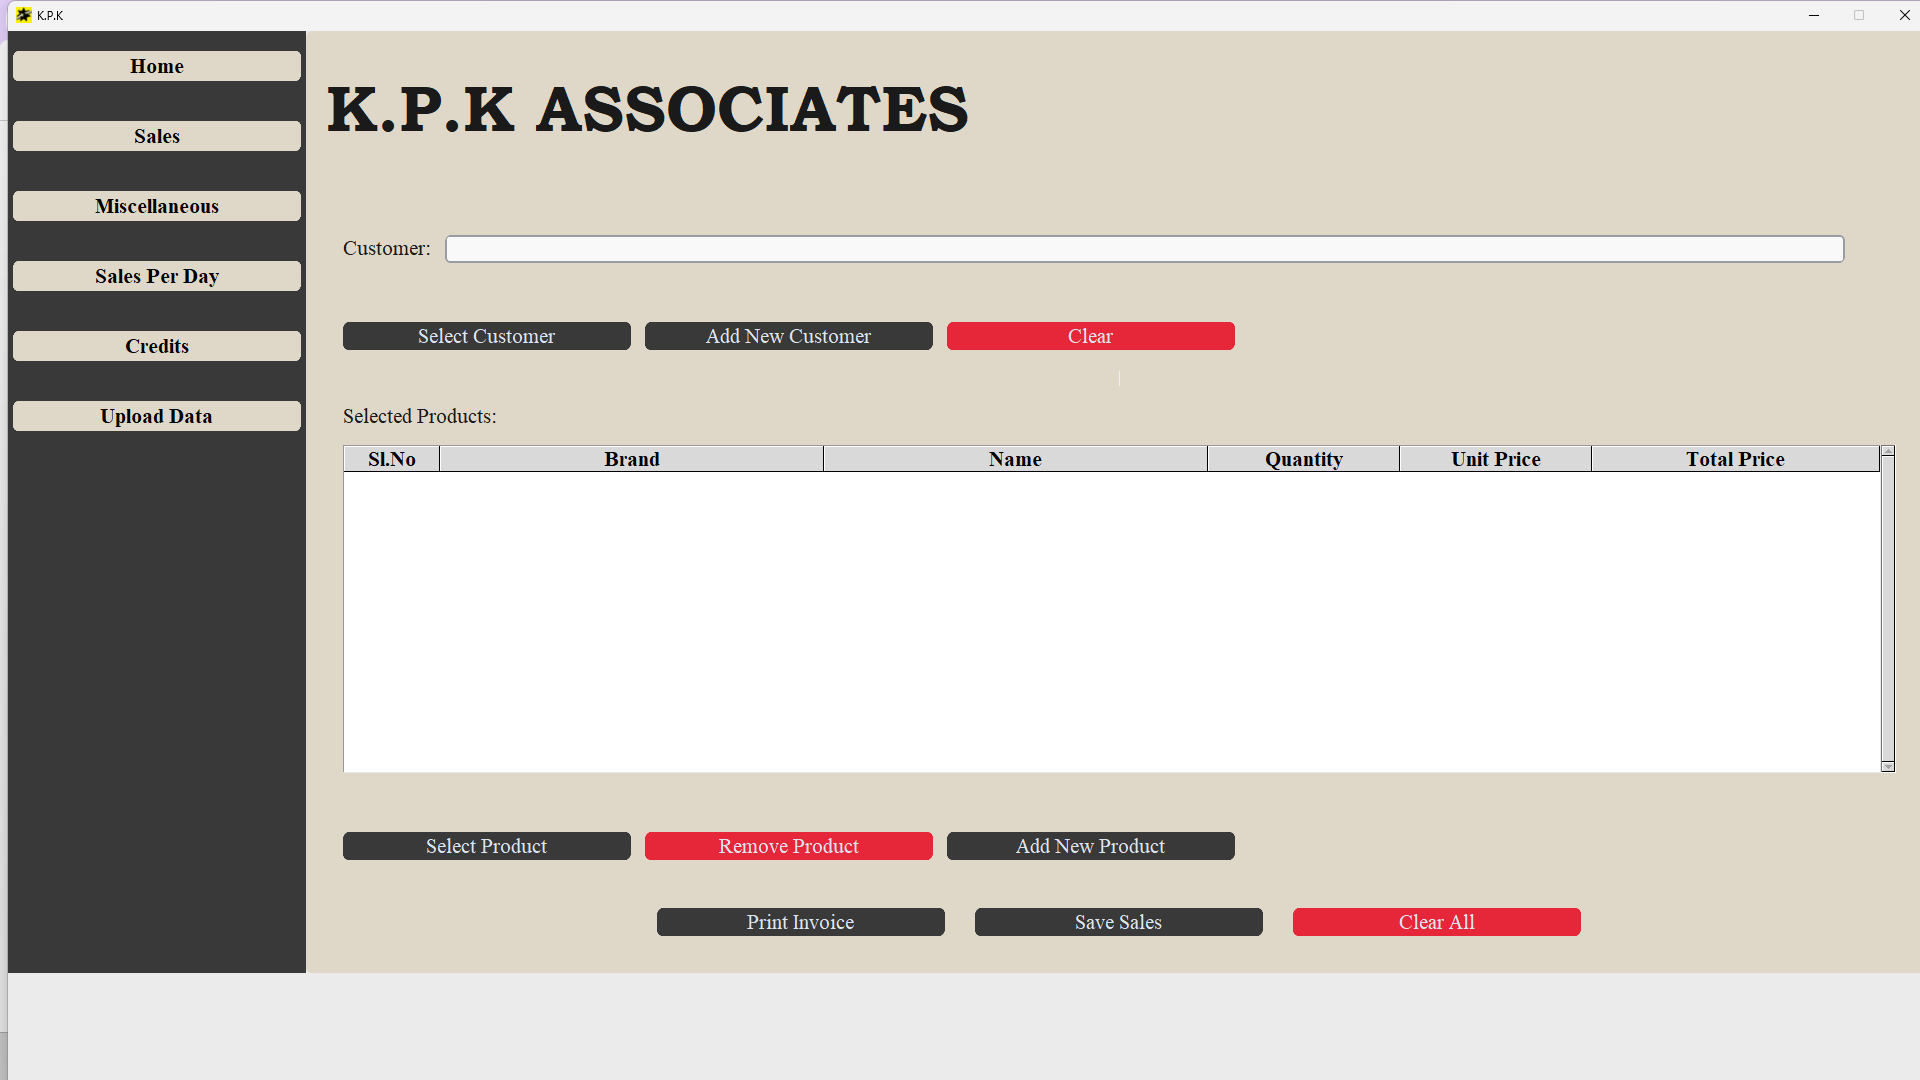 K.P.K
Home
Sales
Miscellaneous
Sales Per Day
Credits
Upload Data
K.P.K ASSOCIATES
Customer:
Select Customer Add New Customer Clear
Selected Products:
Sl.No Brand Name Quantity Unit Price Total Price
Select Product Remove Product Add New Product
Print Invoice Save Sales Clear All